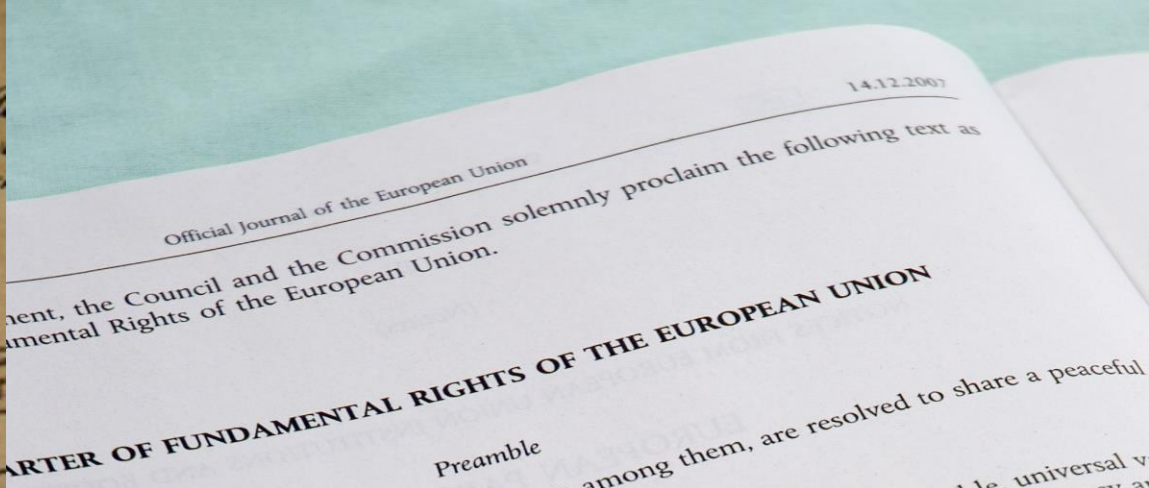 14.12.2007
Official Journal of the European Union
ment, the Council and the Commission solemnly proclaim the following text as
amental Rights of the European Union.
ARTER OF FUNDAMENTAL RIGHTS OF THE EUROPEAN UNION
Preamble
among them, are resolved to share a peaceful
universal